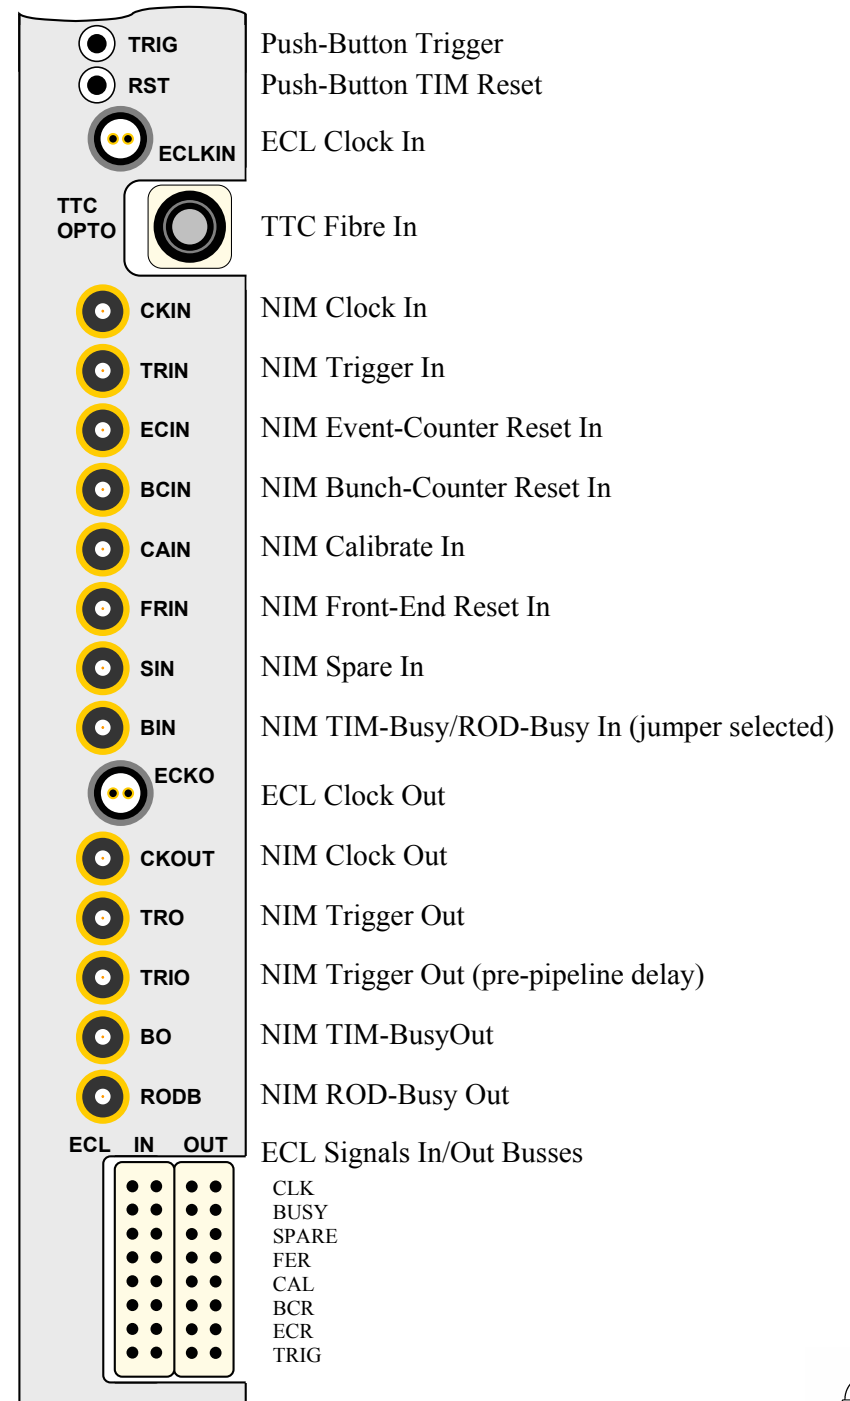 TRIG Push-Button Trigger
RST Push-Button TIM Reset
ECLKIN ECL Clock In
TTC
OPTO TTC Fibre In
CKIN NIM Clock In
TRIN NIM Trigger In
ECIN NIM Event-Counter Reset In
BCIN NIM Bunch-Counter Reset In
CAIN NIM Calibrate In
FRIN NIM Front-End Reset In
SIN NIM Spare In
BIN NIM TIM-Busy/ROD-Busy In (jumper selected)
ECKO ECL Clock Out
CKOUT NIM Clock Out
TRO NIM Trigger Out
TRIO NIM Trigger Out (pre-pipeline delay)
BO NIM TIM-BusyOut
RODB NIM ROD-Busy Out
ECL IN OUT ECL Signals In/Out Busses
CLK
BUSY
SPARE
FER
CAL
BCR
ECR
TRIG